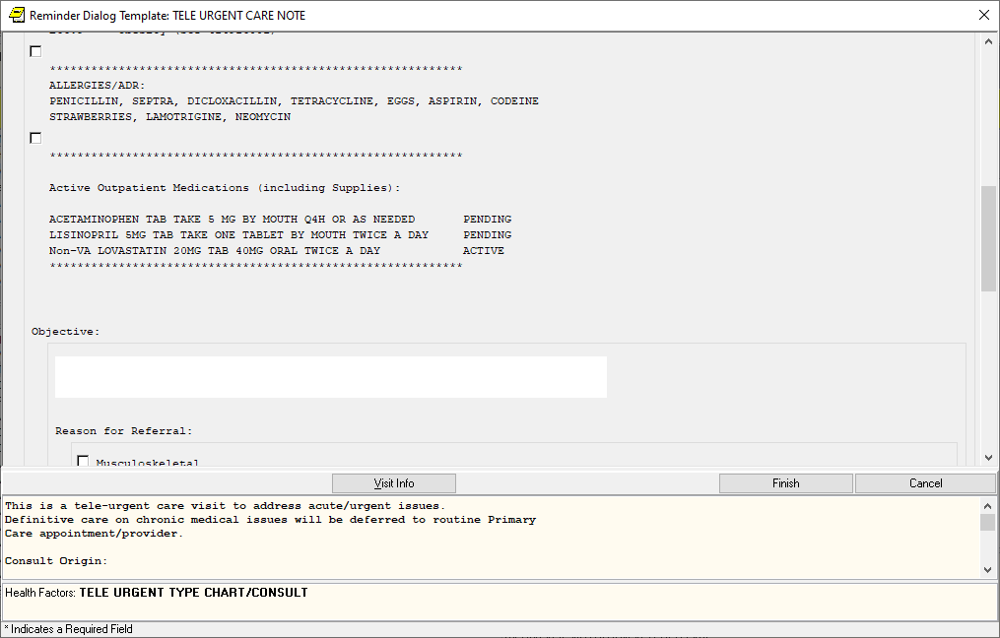 Reminder Dialog Template: TELE URGENT CARE NOTE
************************************************************
ALLERGIES/ADR:
PENICILLIN, SEPTRA, DICLOXACILLIN, TETRACYCLINE, EGGS, ASPIRIN, CODEINE
STRAWBERRIES, LAMOTRIGINE, NEOMYCIN
************************************************************
Active Outpatient Medications (including Supplies):
ACETAMINOPHEN TAB TAKE 5 MG BY MOUTH Q4H OR AS NEEDED PENDING
LISINOPRIL 5MG TAB TAKE ONE TABLET BY MOUTH TWICE A DAY PENDING
Non-VA LOVASTATIN 20MG TAB 40MG ORAL TWICE A DAY ACTIVE
************************************************************
Objective:
Reason for Referral:
Musculoskeletal
Visit Info Finish Cancel
This is a tele-urgent care visit to address acute/urgent issues.
Definitive care on chronic medical issues will be deferred to routine Primary
Care appointment/provider.
Consult Origin:
Health Factors: TELE URGENT TYPE CHART/CONSULT
* Indicates a Required Field